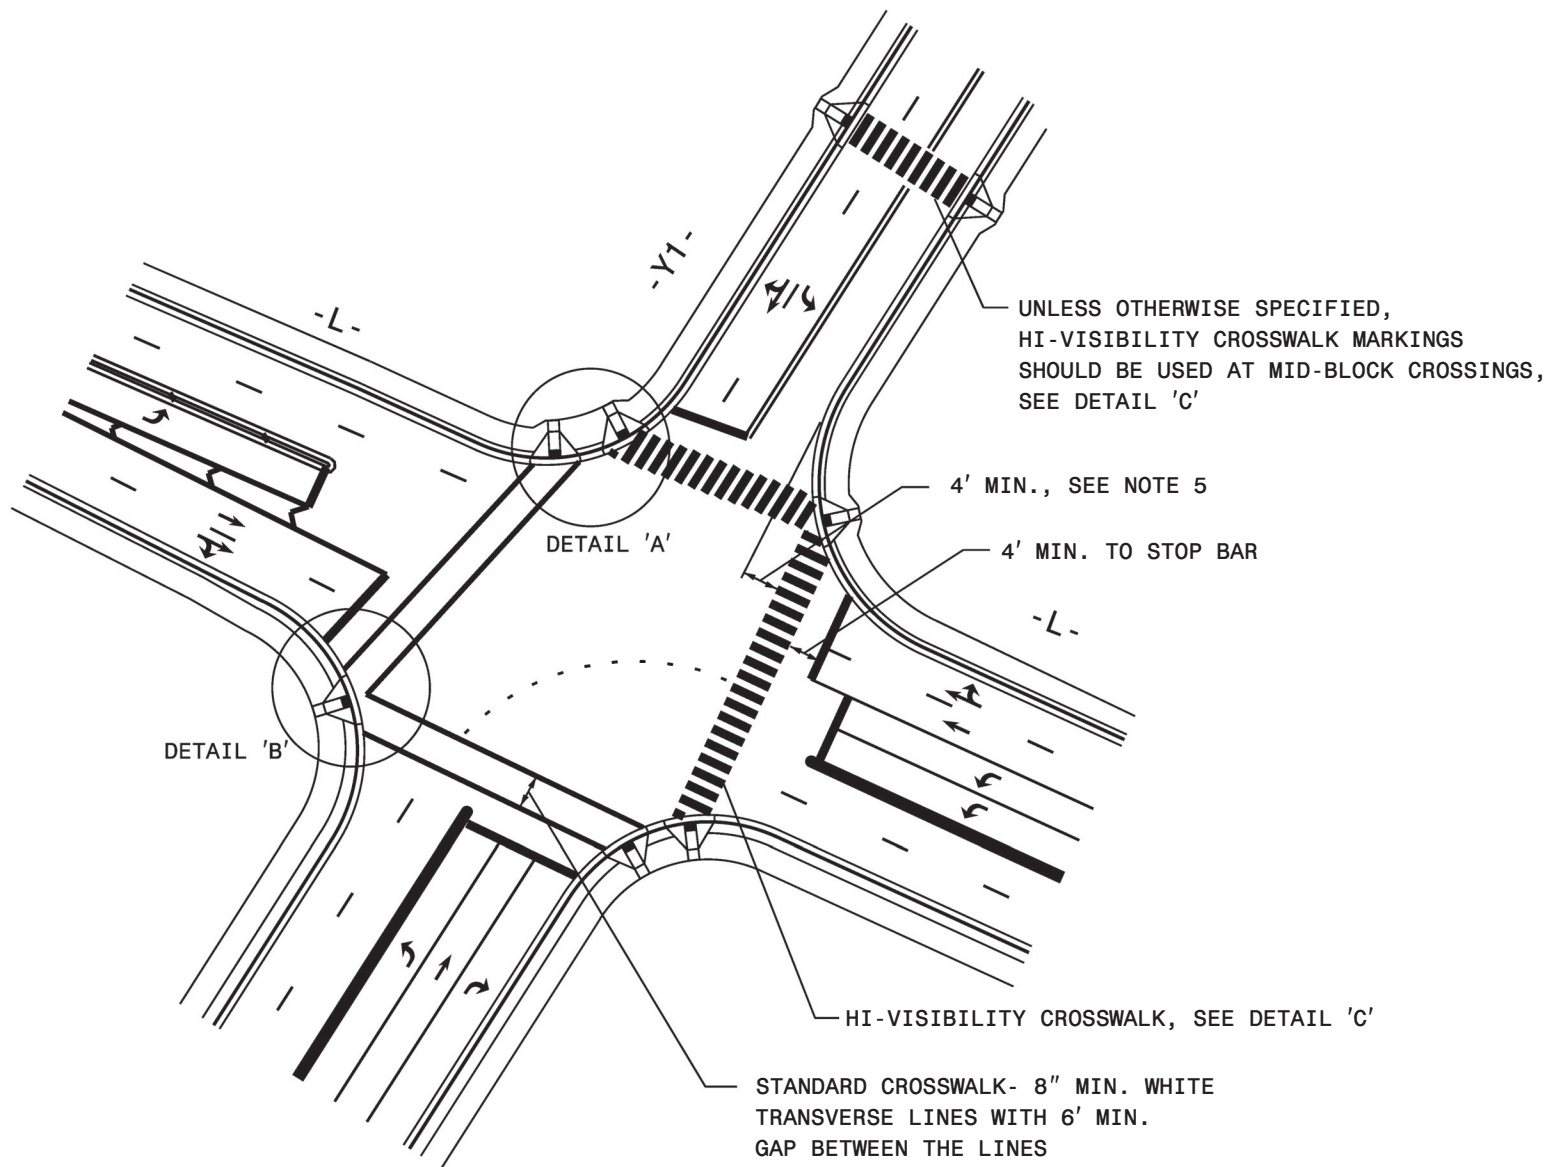 -Y1-
-L-
UNLESS OTHERWISE SPECIFIED,
HI-VISIBILITY CROSSWALK MARKINGS
SHOULD BE USED AT MID-BLOCK CROSSINGS,
SEE DETAIL 'C'
4' MIN., SEE NOTE 5
DETAIL 'A'
4' MIN. TO STOP BAR
-L-
DETAIL 'B'
HI-VISIBILITY CROSSWALK, SEE DETAIL 'C'
STANDARD CROSSWALK- 8" MIN. WHITE
TRANSVERSE LINES WITH 6' MIN.
GAP BETWEEN THE LINES